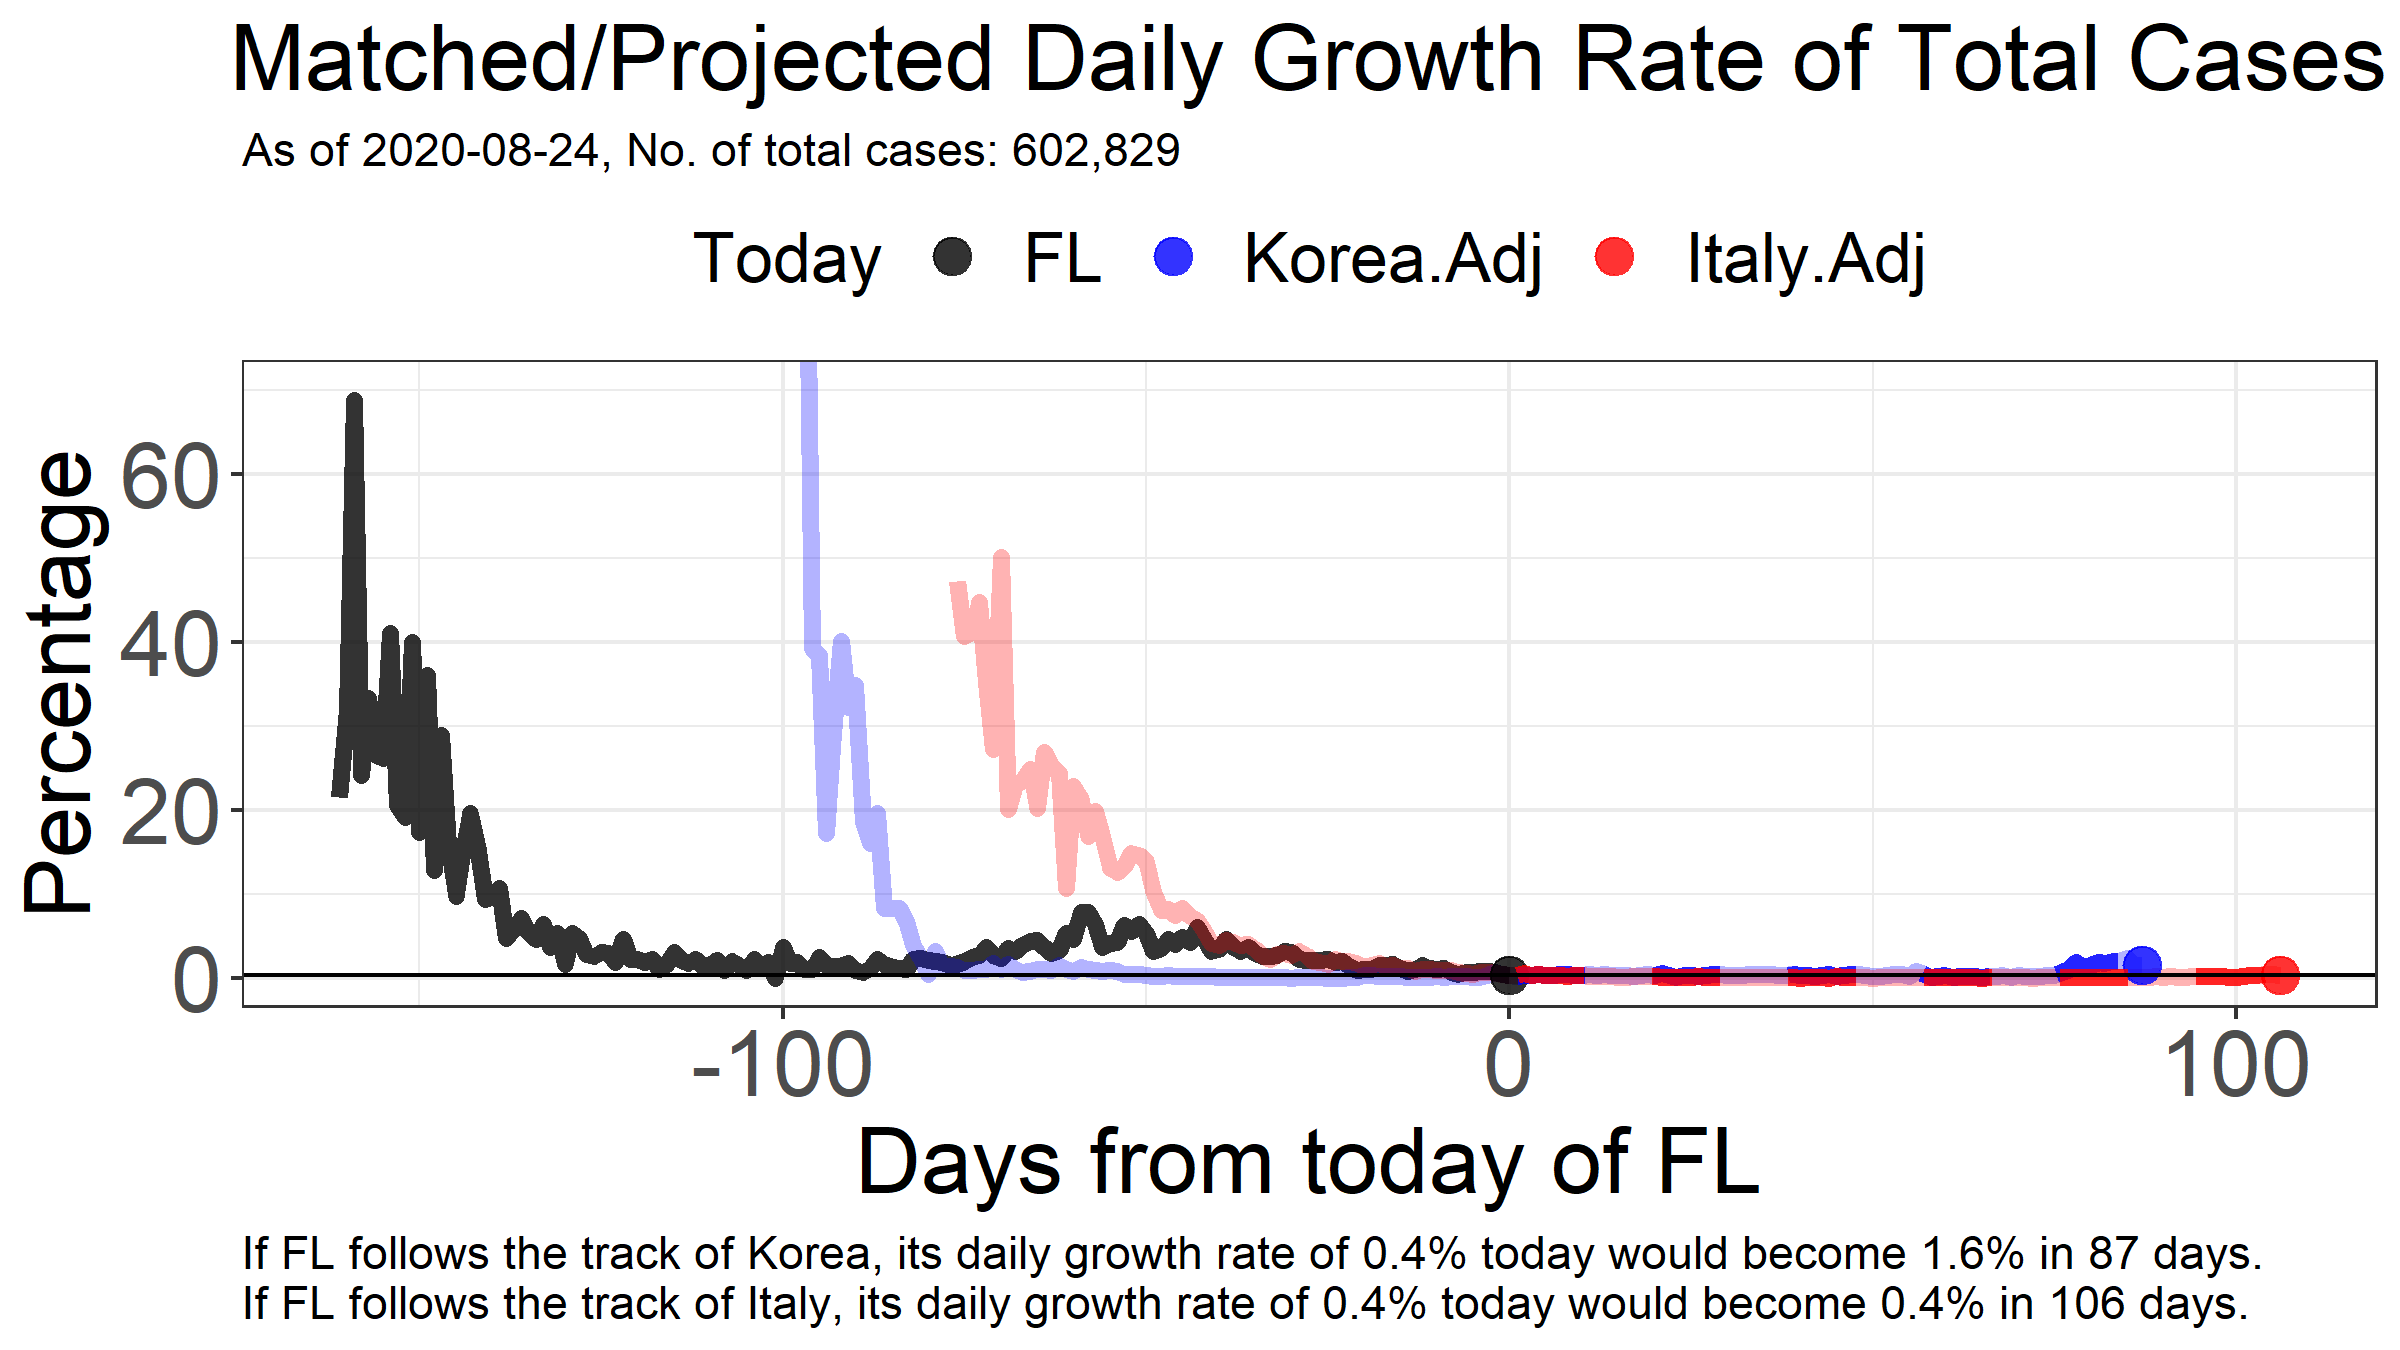 Matched/Projected Daily Growth Rate of Total Cases
As of 2020-08-24, No. of total cases: 602,829
Today FL Korea.Adj Italy.Adj
Percentage
60
40
20
0
-100 0 100
Days from today of FL
If FL follows the track of Korea, its daily growth rate of 0.4% today would become 1.6% in 87 days.
If FL follows the track of Italy, its daily growth rate of 0.4% today would become 0.4% in 106 days.